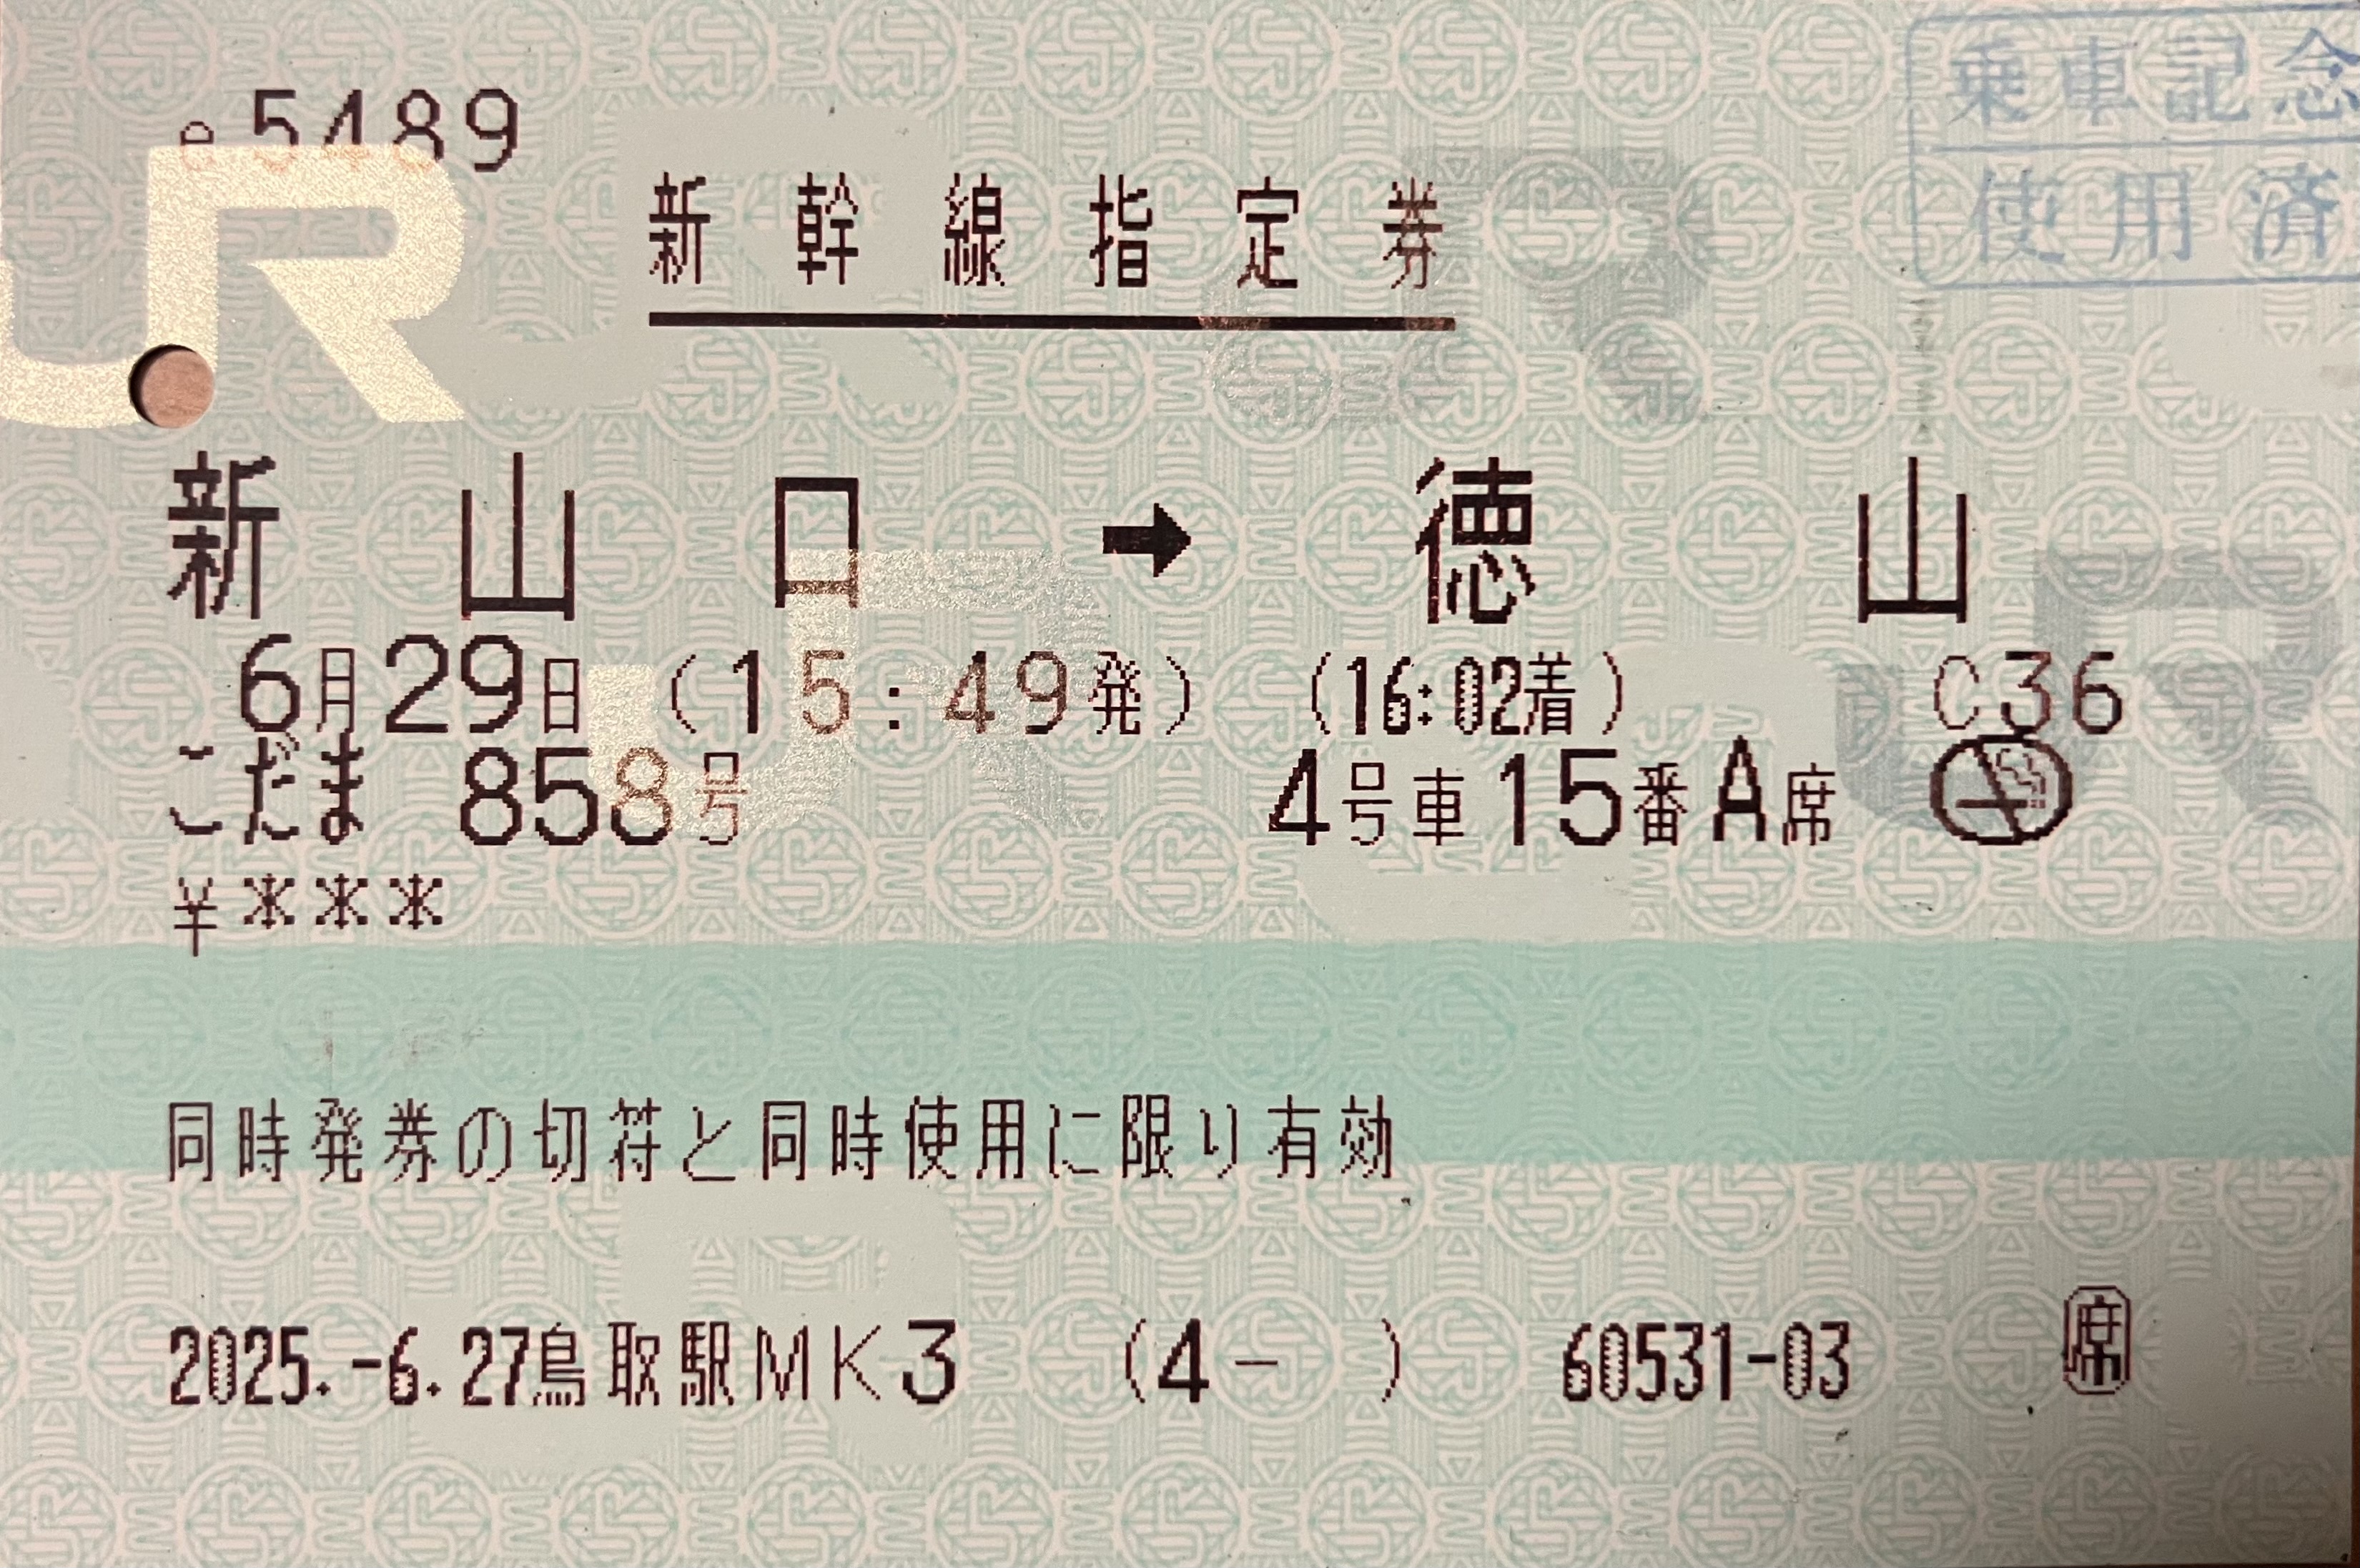 乗車記念
使用済
e5489
JR
新幹線指定券
新山口 ➡ 徳山
6月29日 (15:49発) (16:02着) C36
こだま 858号 4号車15番A席
¥***
同時発券の切符と同時使用に限り有効
2025.-6.27鳥取駅MK3 (4- ) 60531-03 席